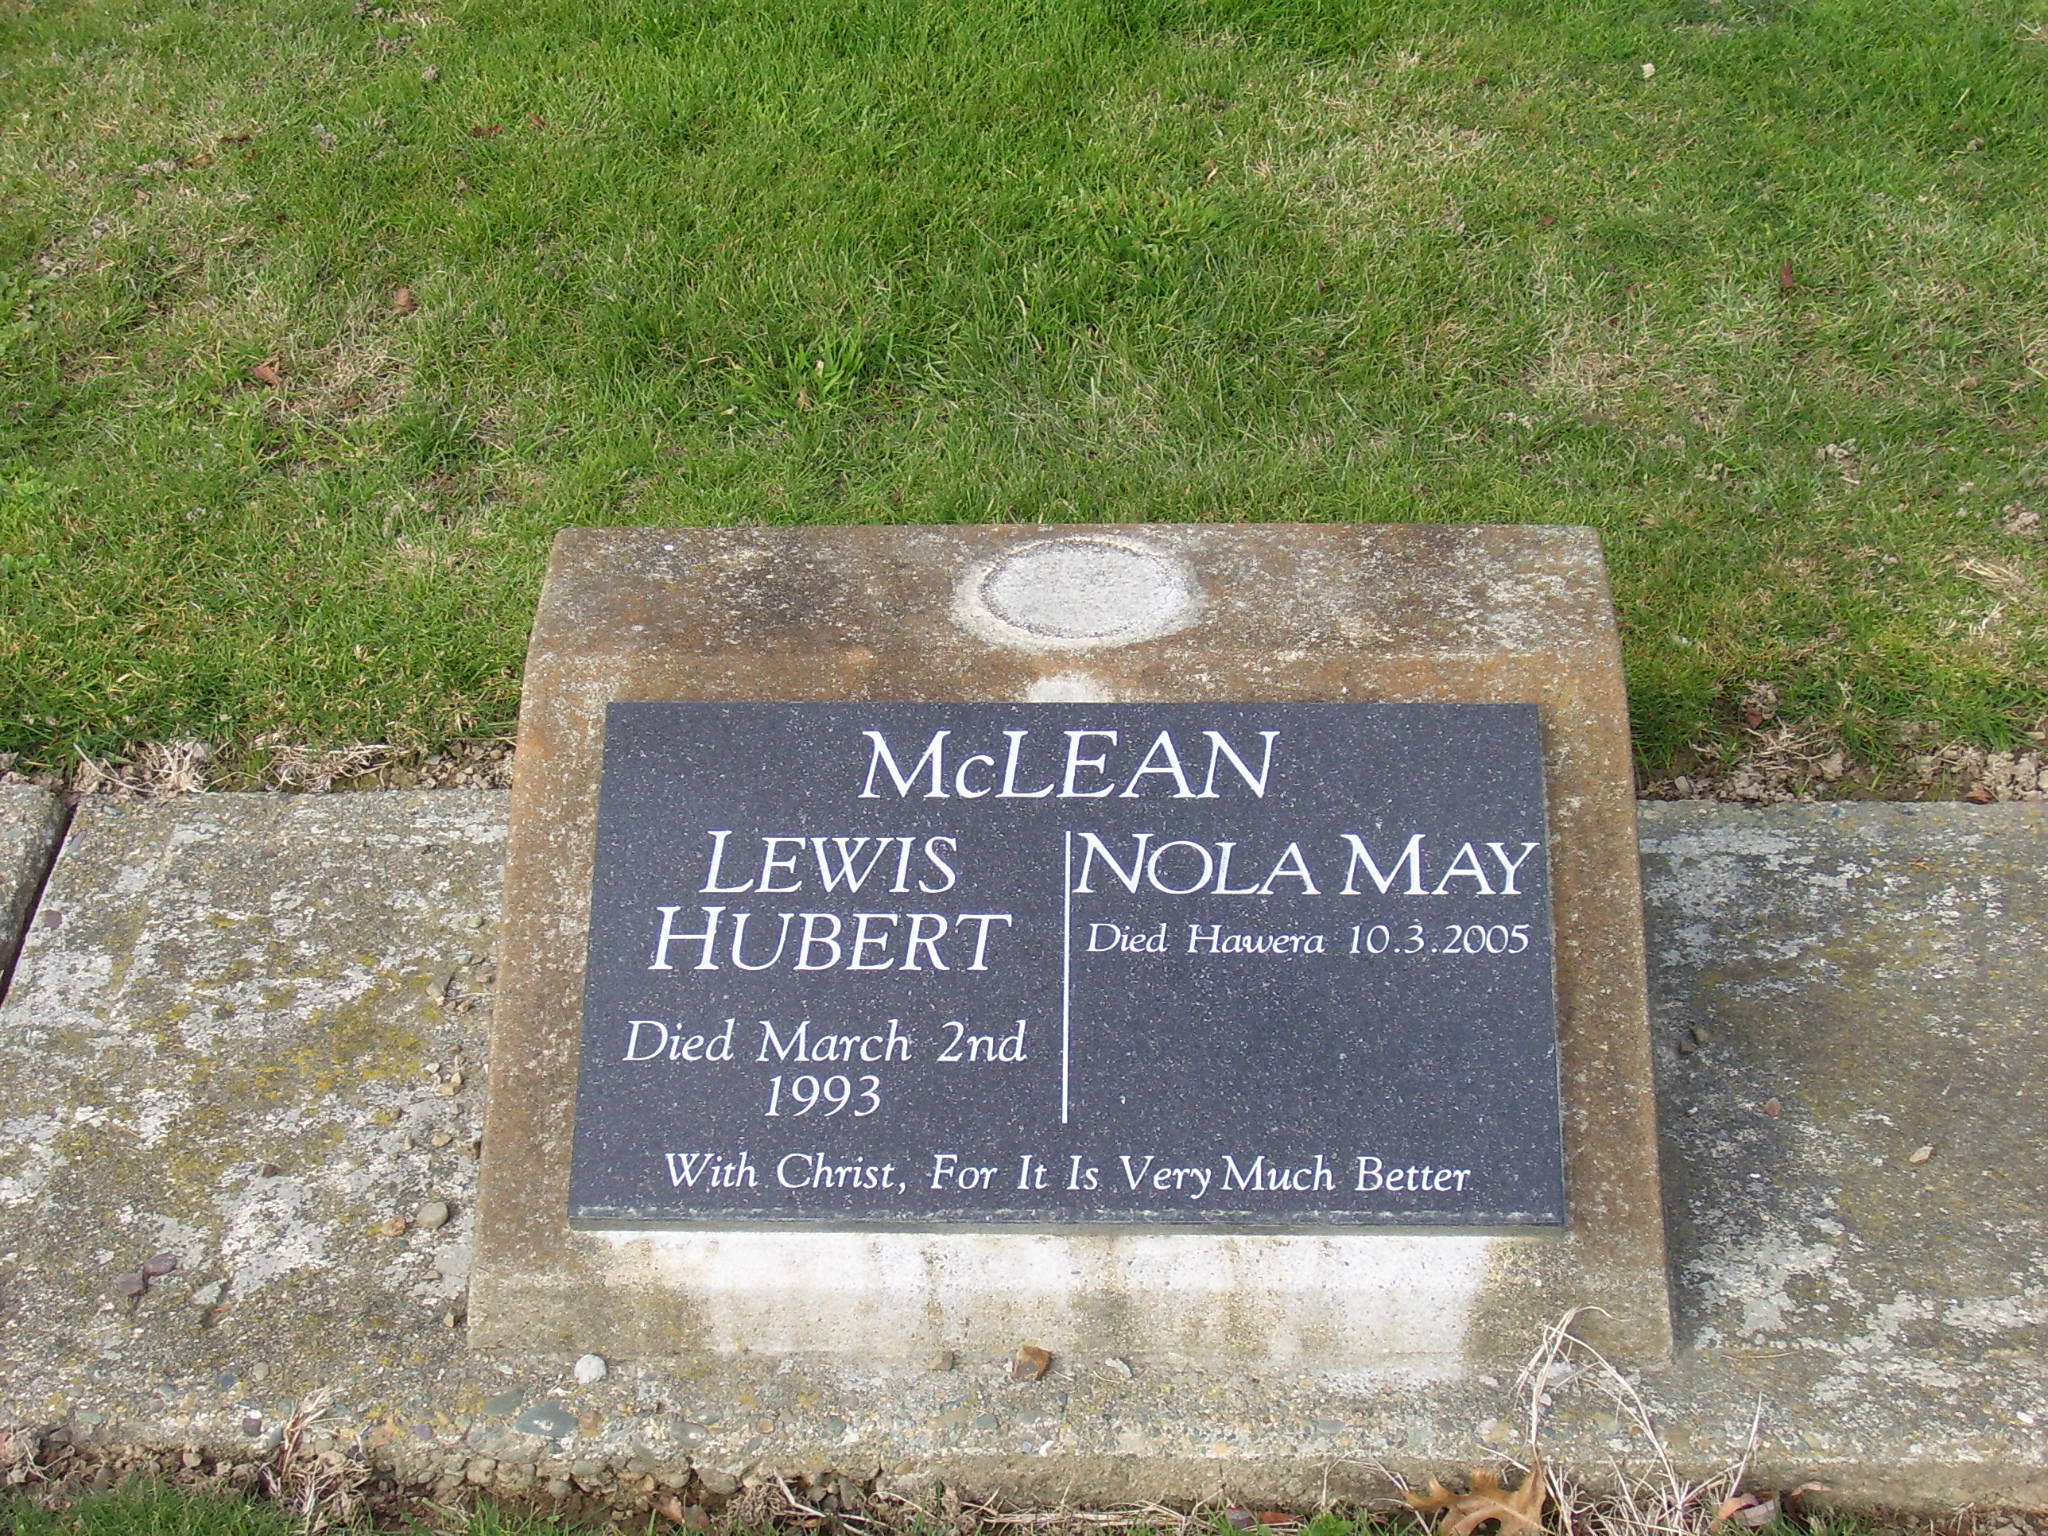 McLEAN
LEWIS
HUBERT
Died March 2nd
1993
NOLA MAY
Died Hawera 10.3.2005
With Christ, For It Is Very Much Better